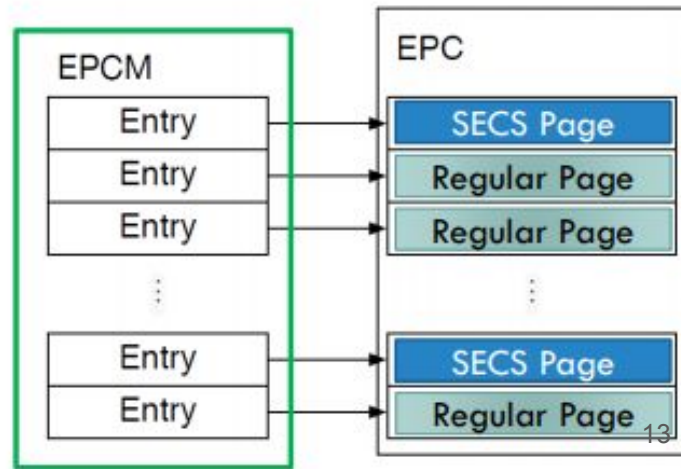 EPCM
EPC
Entry
SECS Page
Entry
Regular Page
Entry
Regular Page
Entry
SECS Page
Entry
Regular Page
13